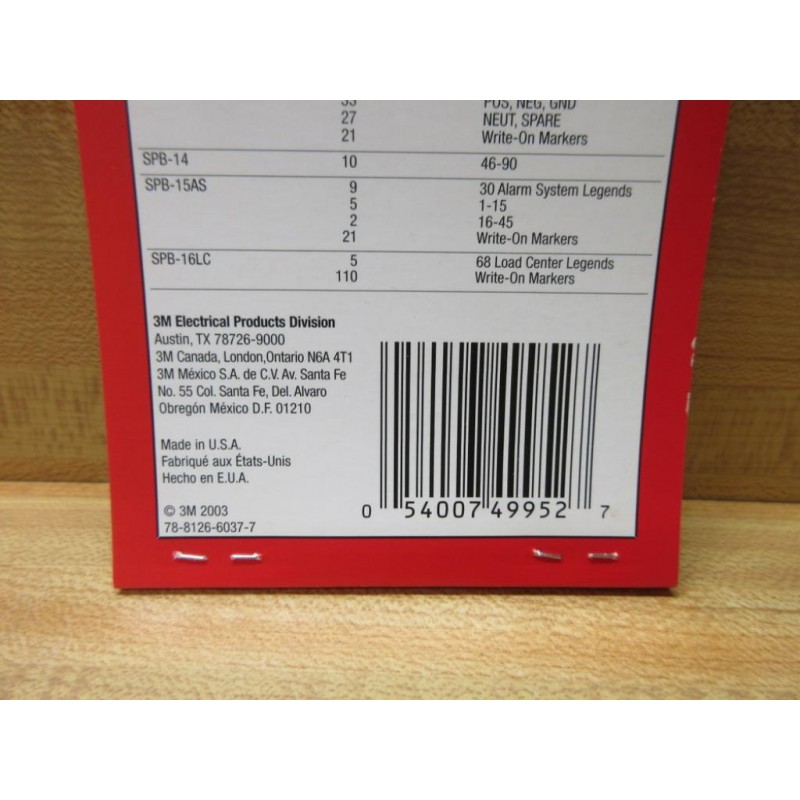 33 POS, NEG, GND
27 NEUT, SPARE
21 Write-On Markers
SPB-14 10 46-90
SPB-15AS 9 30 Alarm System Legends
5 1-15
2 16-45
21 Write-On Markers
SPB-16LC 5 68 Load Center Legends
110 Write-On Markers
3M Electrical Products Division
Austin, TX 78726-9000
3M Canada, London,Ontario N6A 4T1
3M México S.A. de C.V. Av. Santa Fe
No. 55 Col. Santa Fe, Del. Alvaro
Obregón México D.F. 01210
Made in U.S.A.
Fabriqué aux États-Unis
Hecho en E.U.A.
© 3M 2003
78-8126-6037-7
0 54007 49952 7